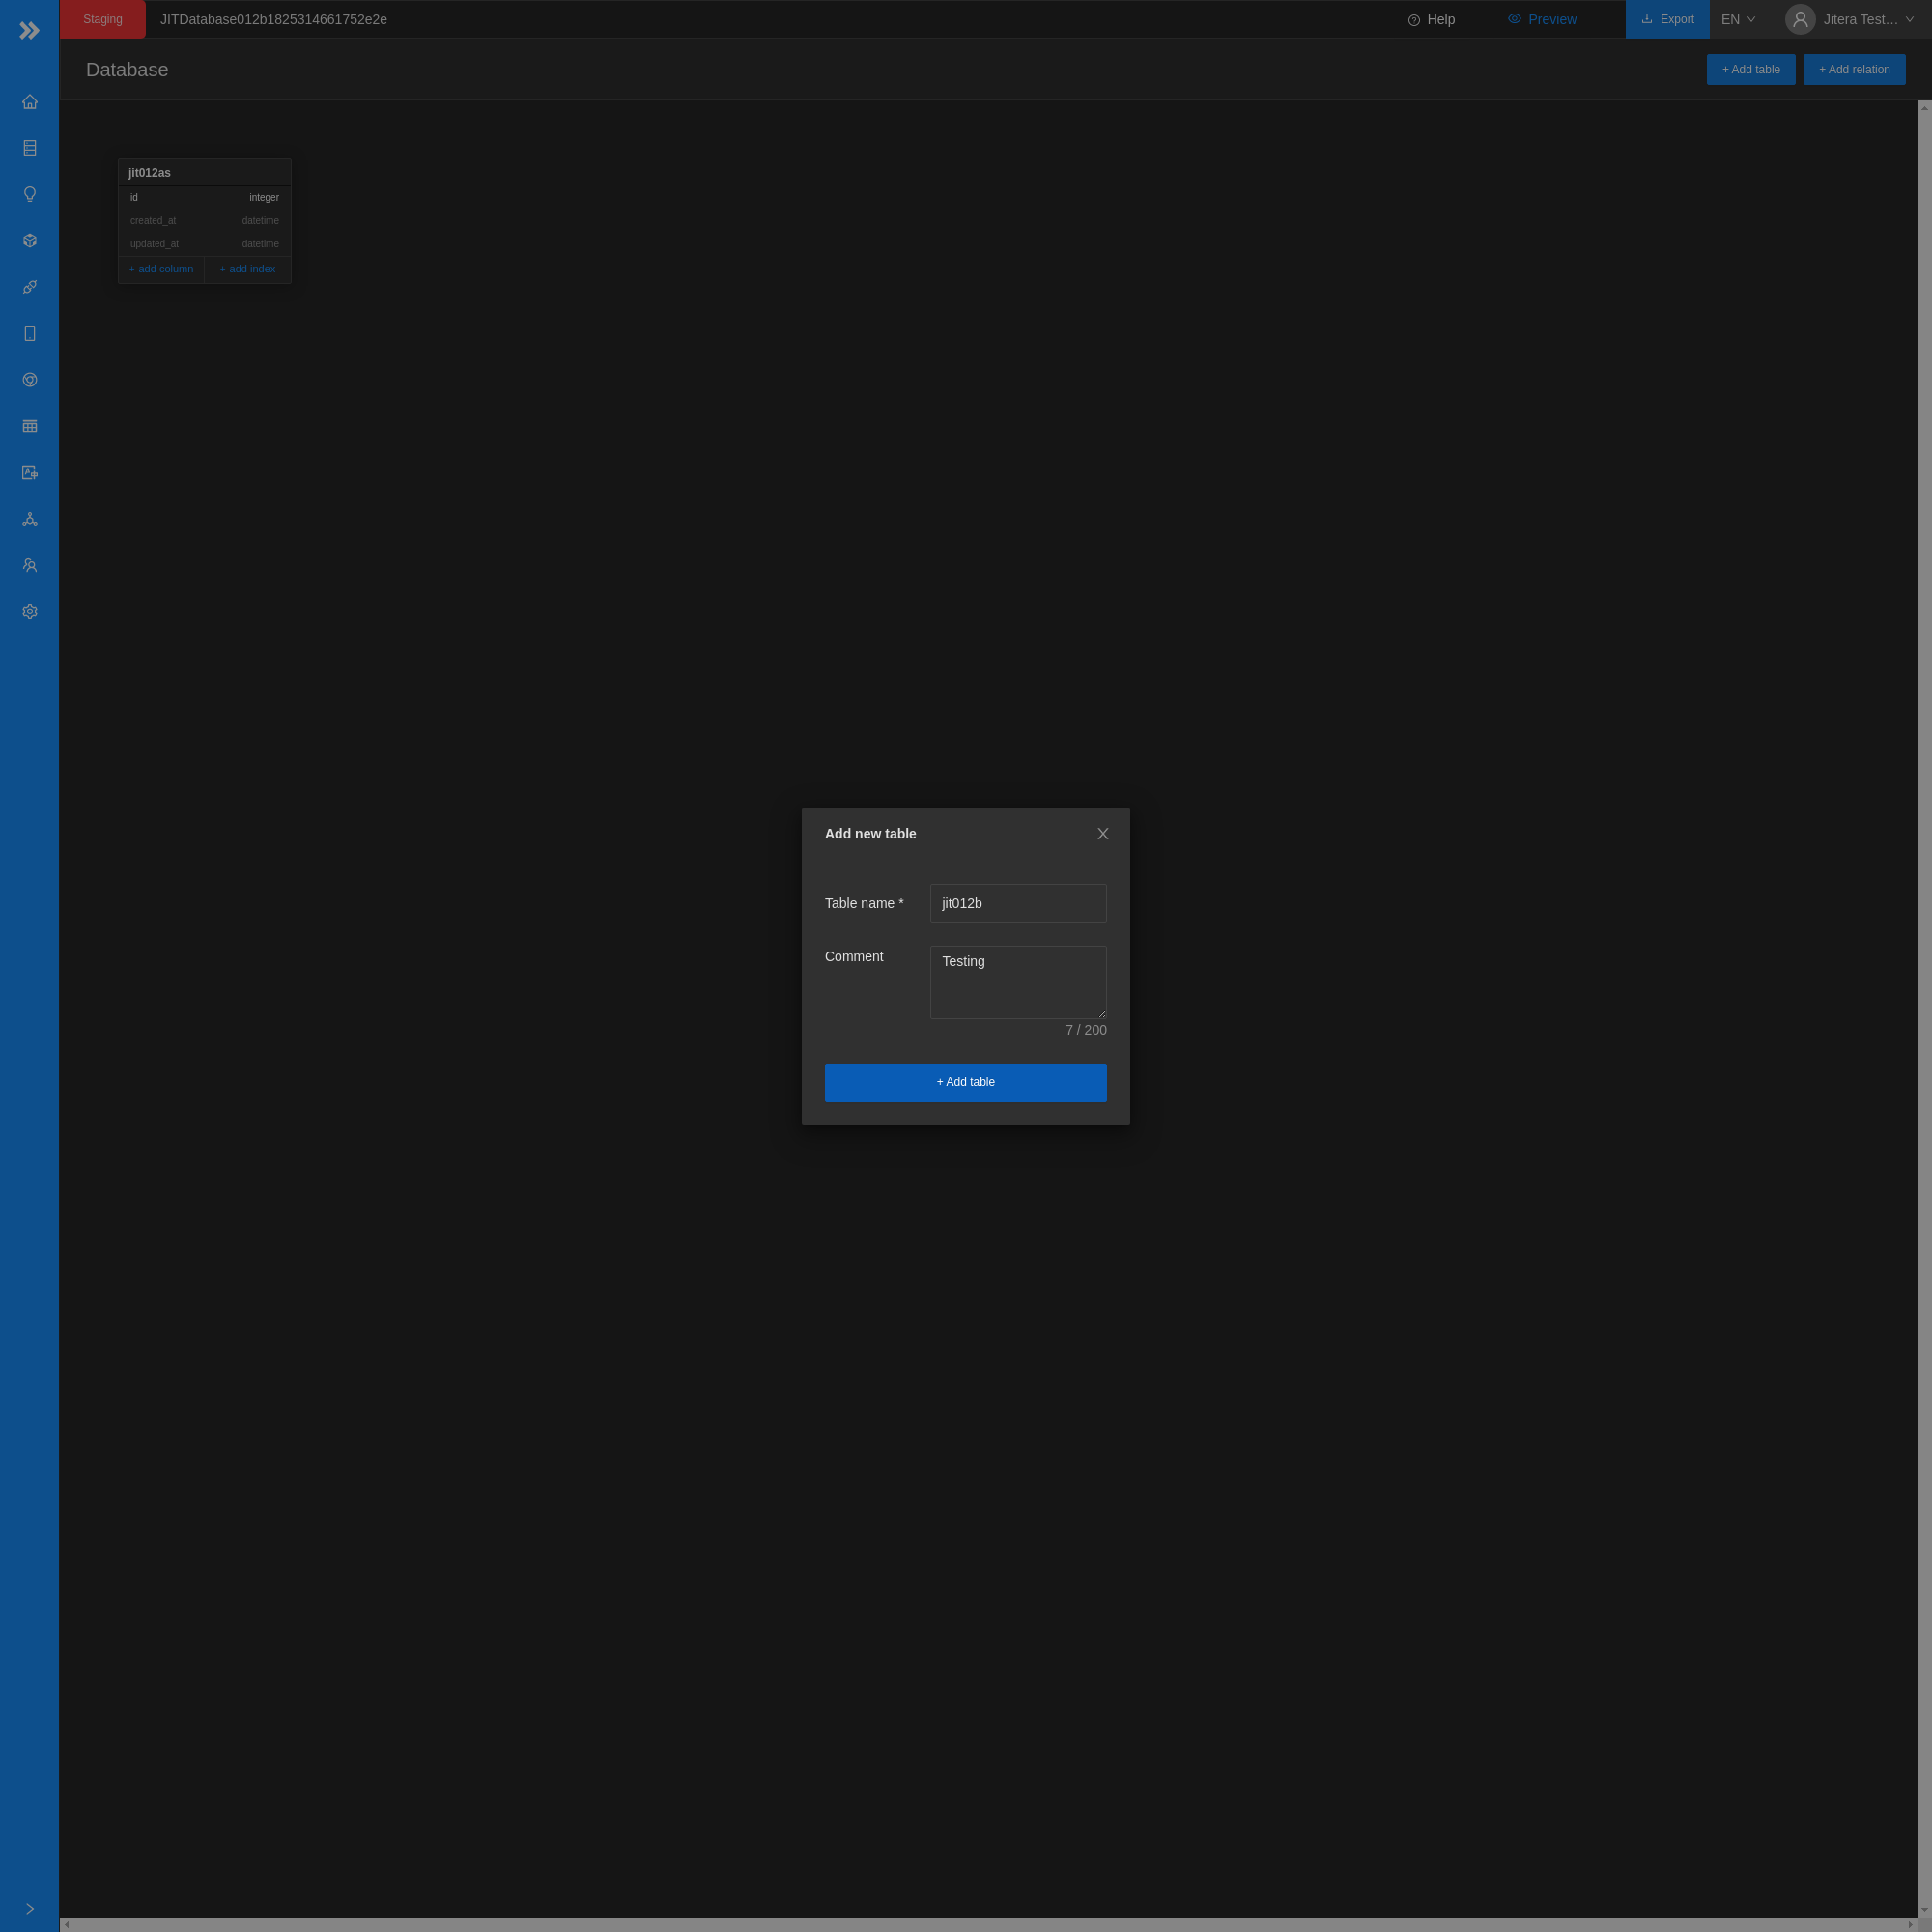 Staging JITDatabase012b1825314661752e2e Help Preview Export EN Jitera Test...
Database + Add table + Add relation
jit012as
id integer
created_at datetime
updated_at datetime
+ add column + add index
Add new table
Table name * jit012b
Comment Testing
7 / 200
+ Add table